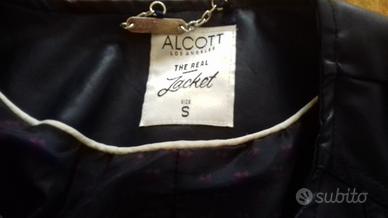 ALCOTT
LOS ANGELES
THE REAL
Jacket
SIZE
S
subito